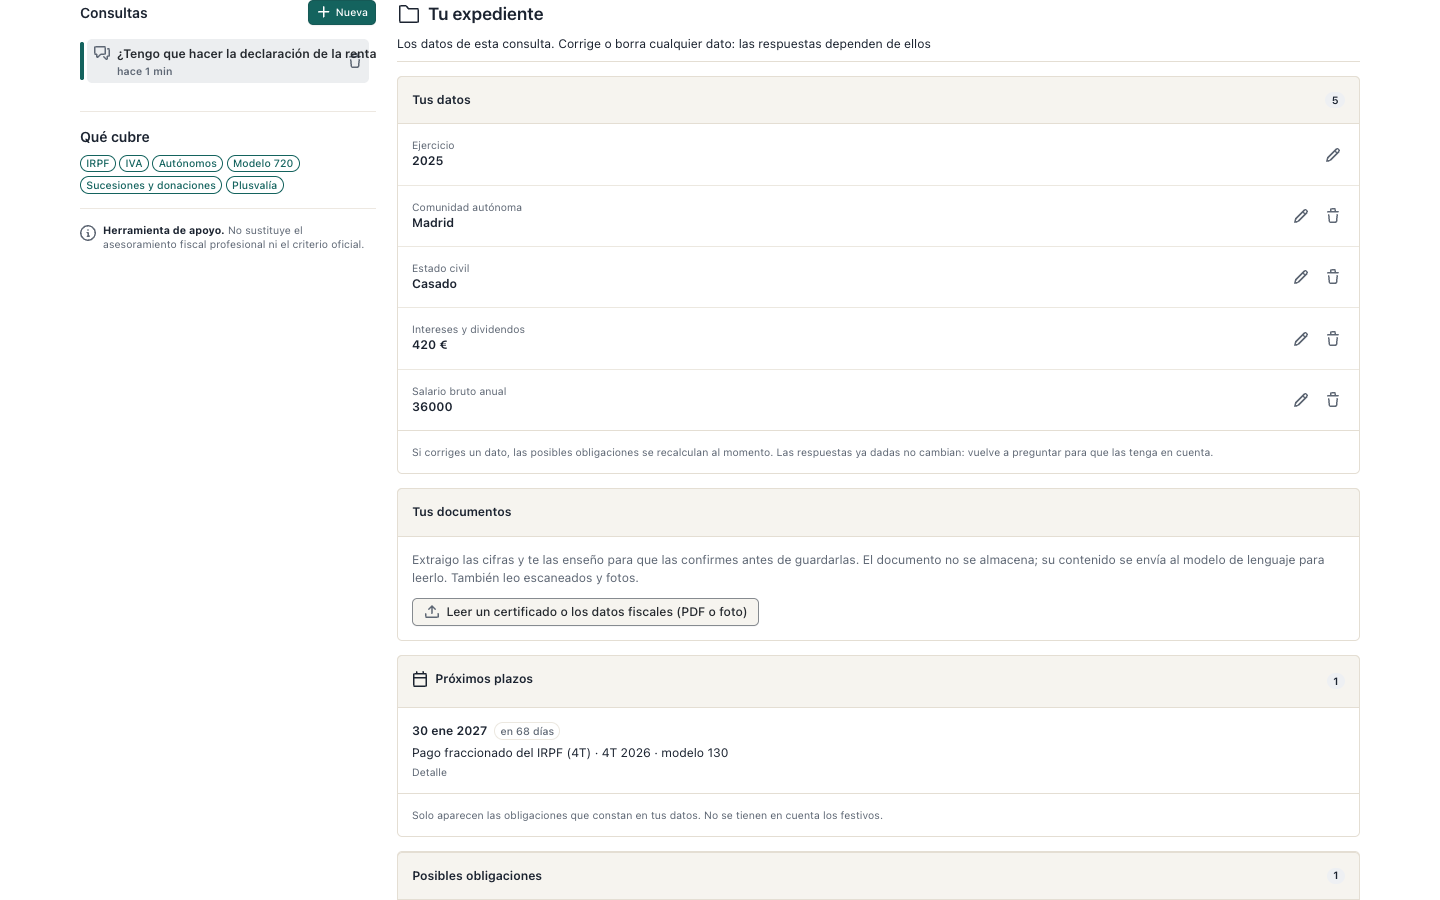 Consultas
Nueva
¿Tengo que hacer la declaración de la renta
hace 1 min
Qué cubre
IRPF
IVA
Autónomos
Modelo 720
Sucesiones y donaciones
Plusvalía
Herramienta de apoyo. No sustituye el
asesoramiento fiscal profesional ni el criterio oficial.
Tu expediente
Los datos de esta consulta. Corrige o borra cualquier dato: las respuestas dependen de ellos
Tus datos
5
Ejercicio
2025
Comunidad autónoma
Madrid
Estado civil
Casado
Intereses y dividendos
420 €
Salario bruto anual
36000
Si corriges un dato, las posibles obligaciones se recalculan al momento. Las respuestas ya dadas no cambian: vuelve a preguntar para que las tenga en cuenta.
Tus documentos
Extraigo las cifras y te las enseño para que las confirmes antes de guardarlas. El documento no se almacena; su contenido se envía al modelo de lenguaje para
leerlo. También leo escaneados y fotos.
Leer un certificado o los datos fiscales (PDF o foto)
Próximos plazos
1
30 ene 2027
en 68 días
Pago fraccionado del IRPF (4T) · 4T 2026 · modelo 130
Detalle
Solo aparecen las obligaciones que constan en tus datos. No se tienen en cuenta los festivos.
Posibles obligaciones
1